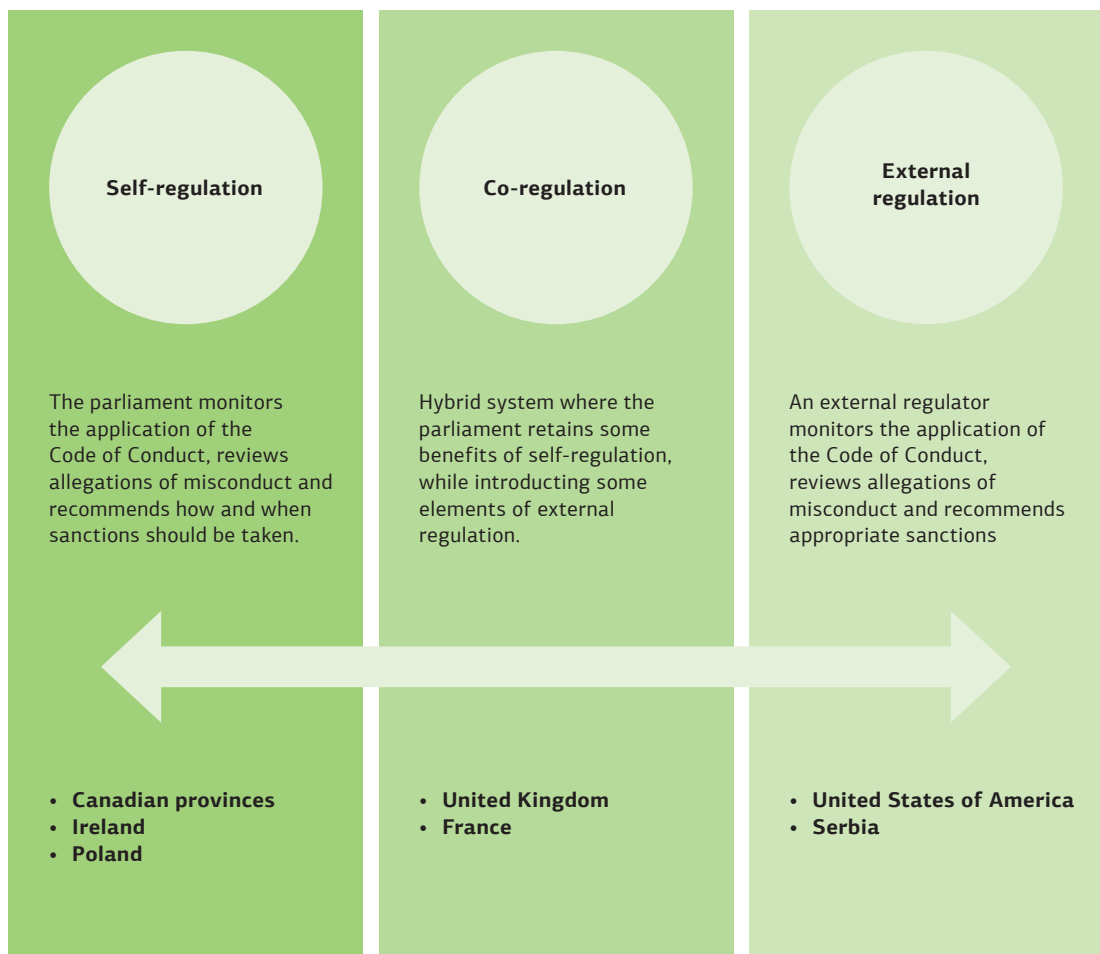 Self-regulation
The parliament monitors
the application of the
Code of Conduct, reviews
allegations of misconduct and
recommends how and when
sanctions should be taken.
• Canadian provinces
• Ireland
• Poland
Co-regulation
Hybrid system where the
parliament retains some
benefits of self-regulation,
while introducting some
elements of external
regulation.
• United Kingdom
• France
External
regulation
An external regulator
monitors the application of
the Code of Conduct,
reviews allegations of
misconduct and recommends
appropriate sanctions
• United States of America
• Serbia